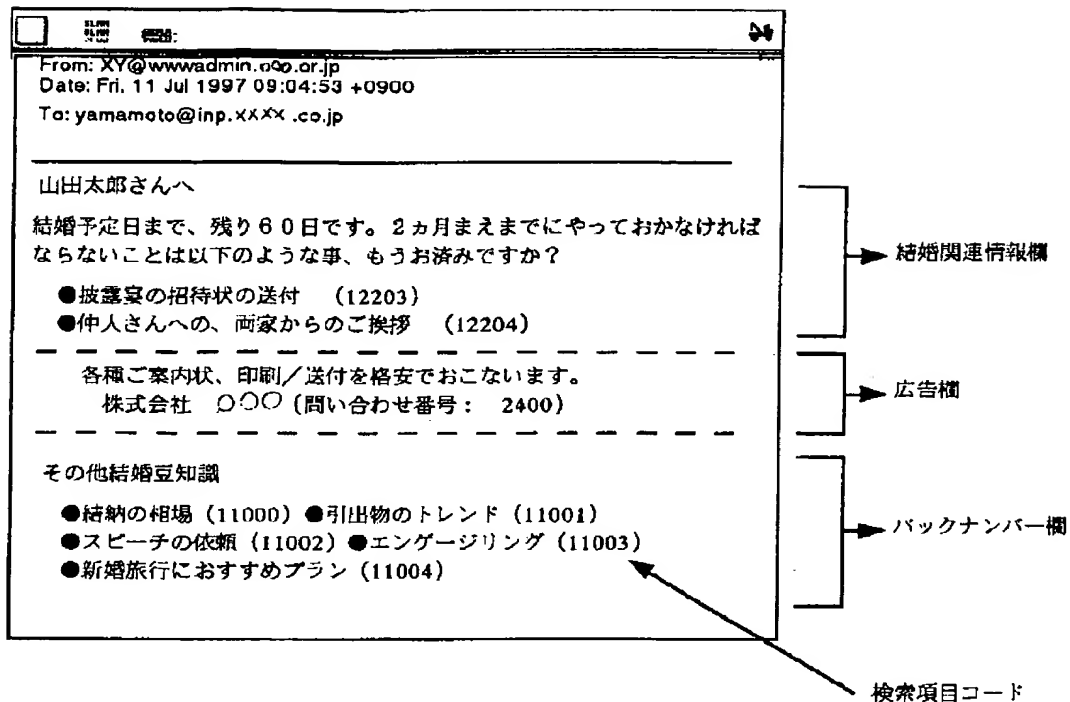 標題:
From: XY@wwwadmin.○○○.or.jp
Date: Fri. 11 Jul 1997 09:04:53 +0900
To: yamamoto@inp.×××× .co.jp
山田太郎さんへ
結婚予定日まで、残り60日です。2ヵ月まえまでにやっておかなければ
ならないことは以下のような事、もうお済みですか?
●披露宴の招待状の送付 (12203)
●仲人さんへの、両家からのご挨拶 (12204)
各種ご案内状、印刷/送付を格安でおこないます。
株式会社 ○○○(問い合わせ番号: 2400)
その他結婚豆知識
●結納の相場(11000)●引出物のトレンド(11001)
●スピーチの依頼(11002)●エンゲージリング(11003)
●新婚旅行におすすめプラン(11004)
結婚関連情報欄
広告欄
バックナンバー欄
検索項目コード